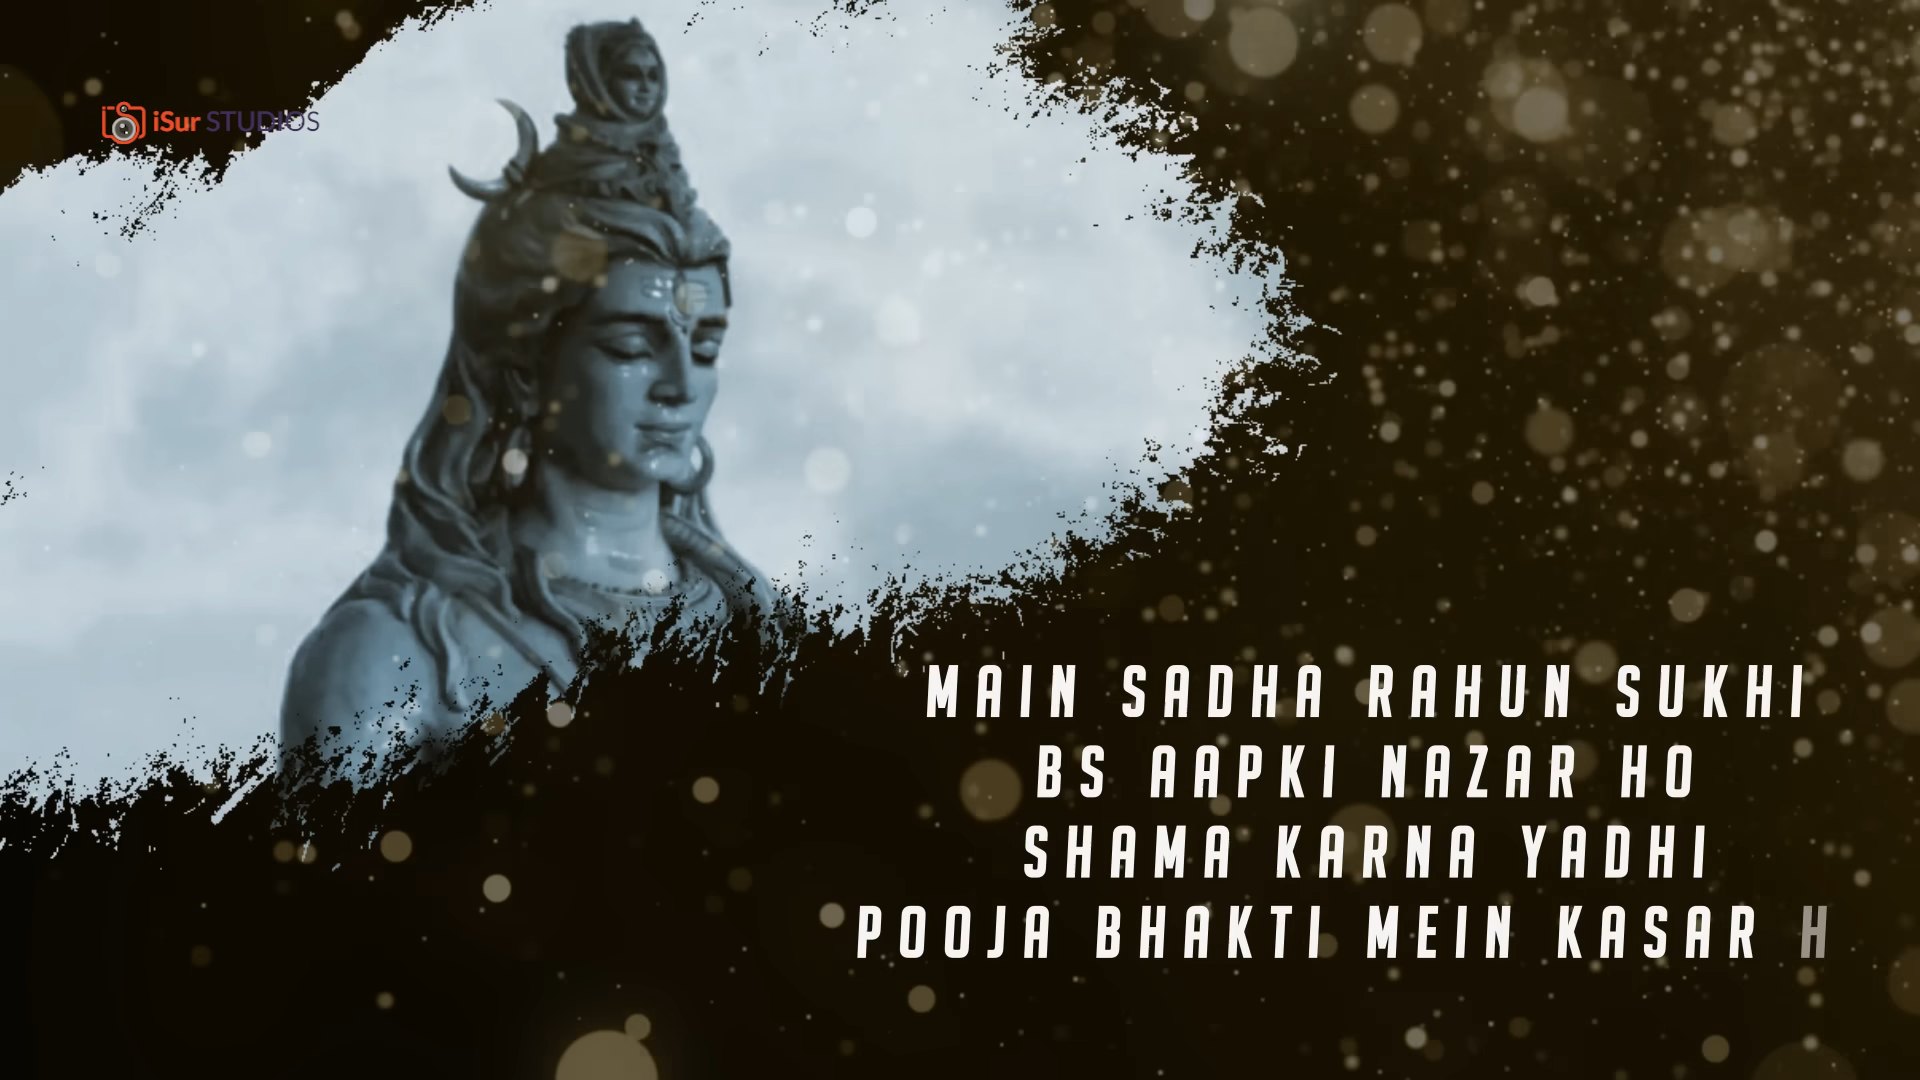 iSur STUDIOS
MAIN SADHA RAHUN SUKHI
BS AAPKI NAZAR HO
SHAMA KARNA YADHI
POOJA BHAKTI MEIN KASAR H